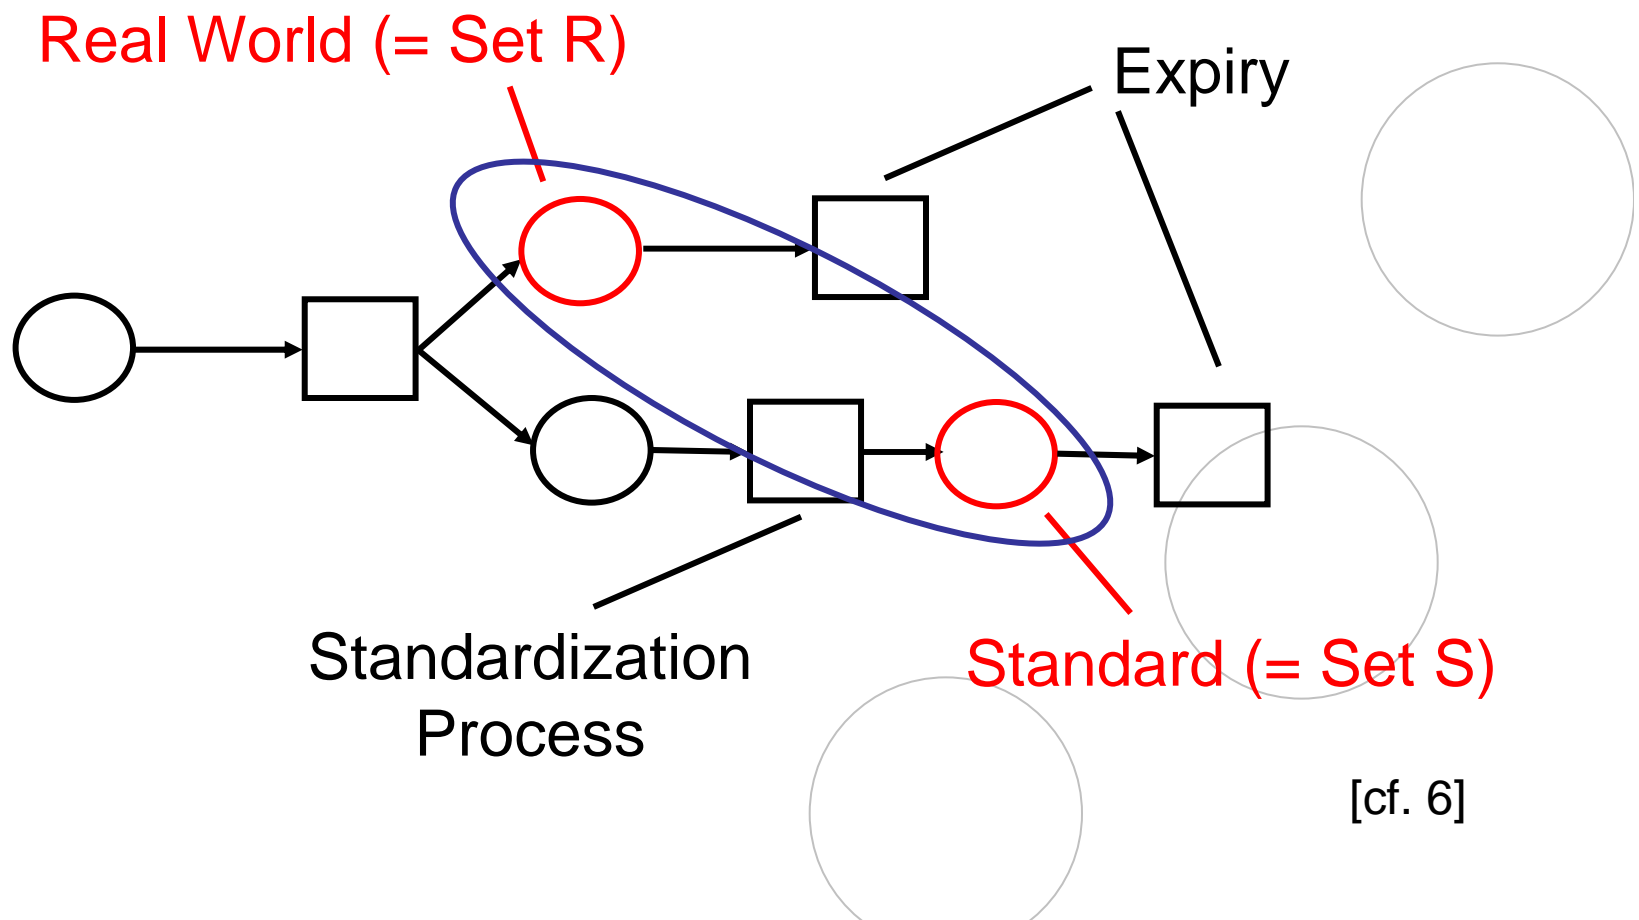 Real World (= Set R)
Expiry
Standardization
Process
Standard (= Set S)
[cf. 6]